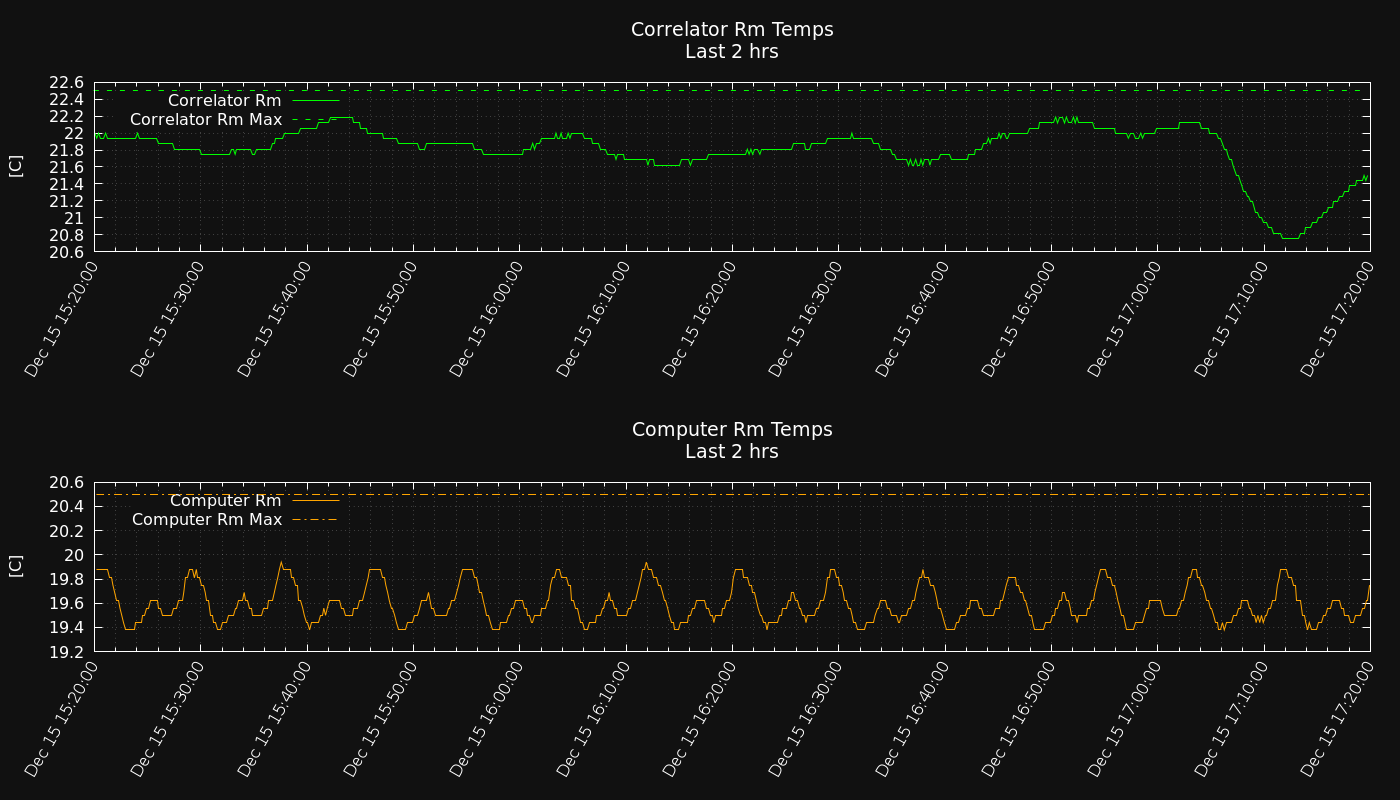 Correlator Rm Temps
Last 2 hrs
22.6
22.4
22.2
22
21.8
21.6
21.4
21.2
21
20.8
20.6
[C]
Correlator Rm
Correlator Rm Max
Dec 15 15:20:00
Dec 15 15:30:00
Dec 15 15:40:00
Dec 15 15:50:00
Dec 15 16:00:00
Dec 15 16:10:00
Dec 15 16:20:00
Dec 15 16:30:00
Dec 15 16:40:00
Dec 15 16:50:00
Dec 15 17:00:00
Dec 15 17:10:00
Dec 15 17:20:00
Computer Rm Temps
Last 2 hrs
20.6
20.4
20.2
20
19.8
19.6
19.4
19.2
[C]
Computer Rm
Computer Rm Max
Dec 15 15:20:00
Dec 15 15:30:00
Dec 15 15:40:00
Dec 15 15:50:00
Dec 15 16:00:00
Dec 15 16:10:00
Dec 15 16:20:00
Dec 15 16:30:00
Dec 15 16:40:00
Dec 15 16:50:00
Dec 15 17:00:00
Dec 15 17:10:00
Dec 15 17:20:00